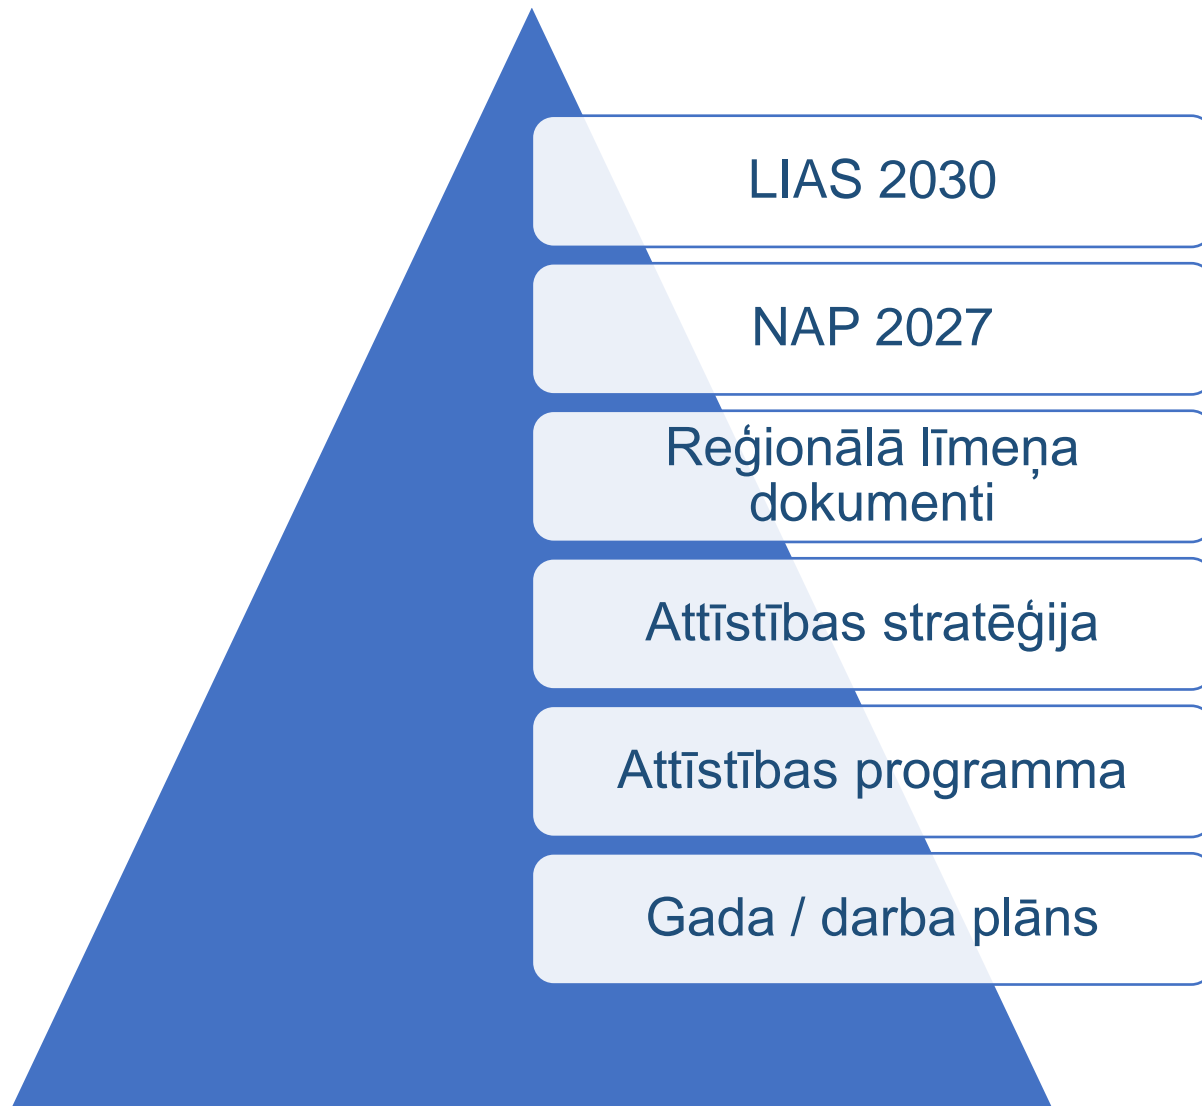 LIAS 2030
NAP 2027
Reģionālā līmeņa
dokumenti
Attīstības stratēģija
Attīstības programma
Gada / darba plāns